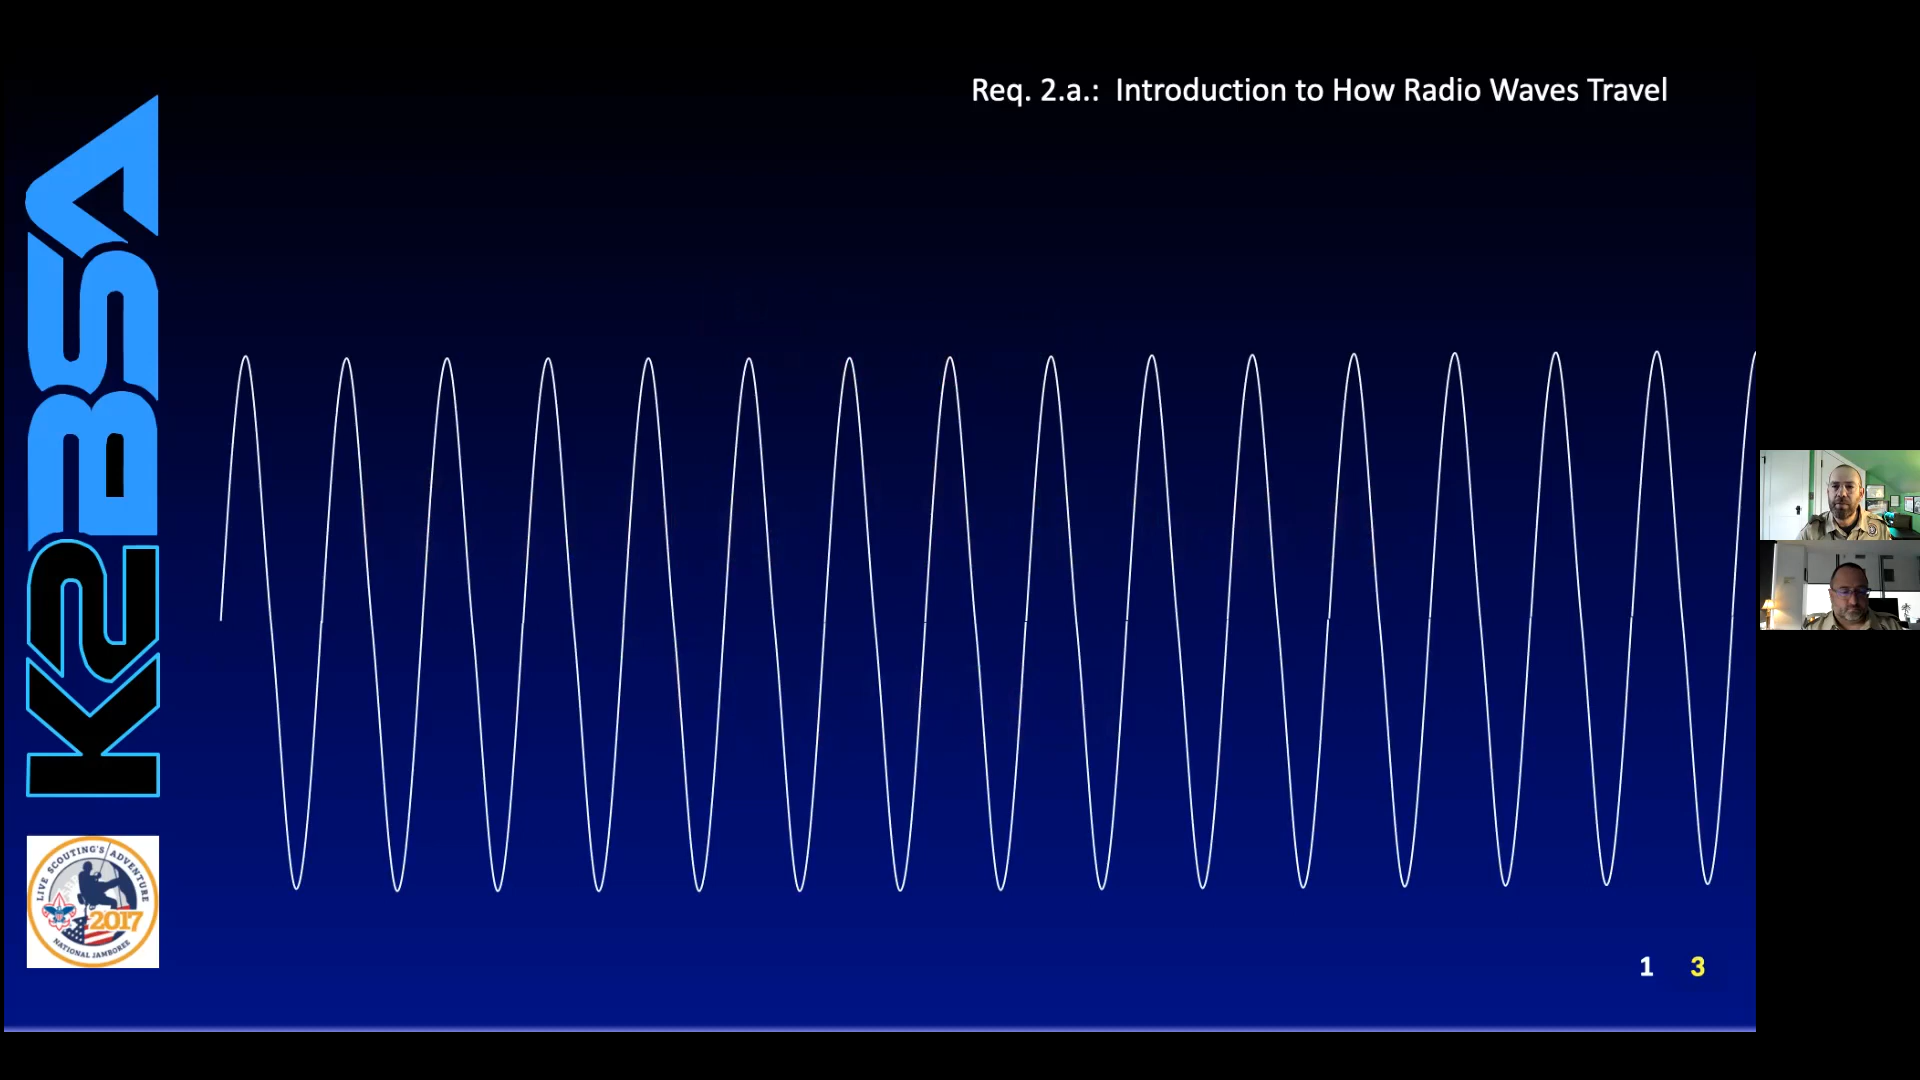 Req. 2.a.: Introduction to How Radio Waves Travel
K2BSA
LIVE SCOUTING'S ADVENTURE
2017
NATIONAL JAMBOREE
1 3